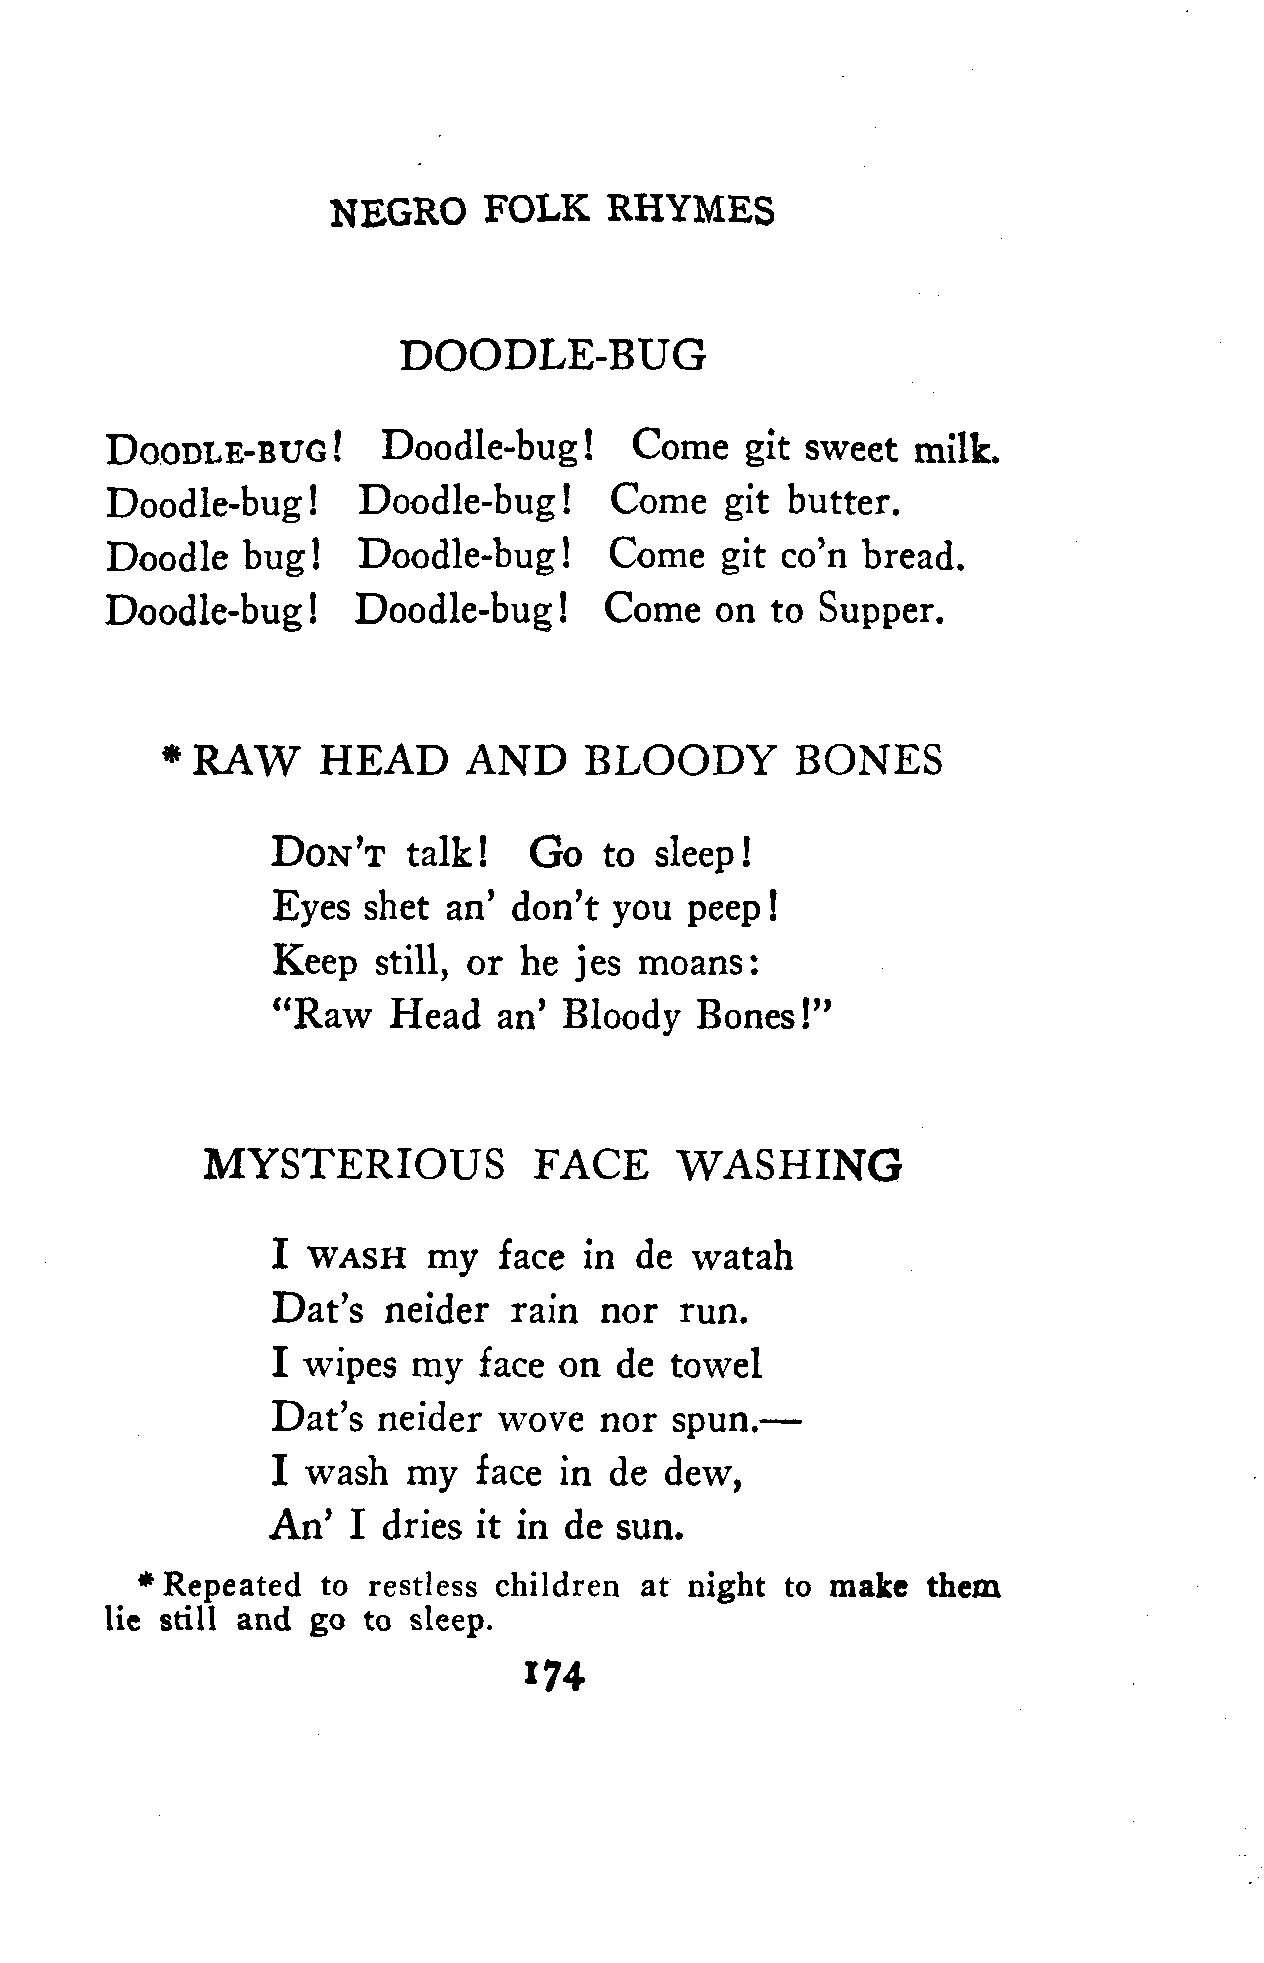 NEGRO FOLK RHYMES
DOODLE-BUG
DOODLE-BUG! Doodle-bug! Come git sweet milk.
Doodle-bug! Doodle-bug! Come git butter.
Doodle bug! Doodle-bug! Come git co'n bread.
Doodle-bug! Doodle-bug! Come on to Supper.
* RAW HEAD AND BLOODY BONES
DON'T talk! Go to sleep!
Eyes shet an' don't you peep!
Keep still, or he jes moans:
"Raw Head an' Bloody Bones!"
MYSTERIOUS FACE WASHING
I WASH my face in de watah
Dat's neider rain nor run.
I wipes my face on de towel
Dat's neider wove nor spun.—
I wash my face in de dew,
An' I dries it in de sun.
* Repeated to restless children at night to make them
lie still and go to sleep.
174